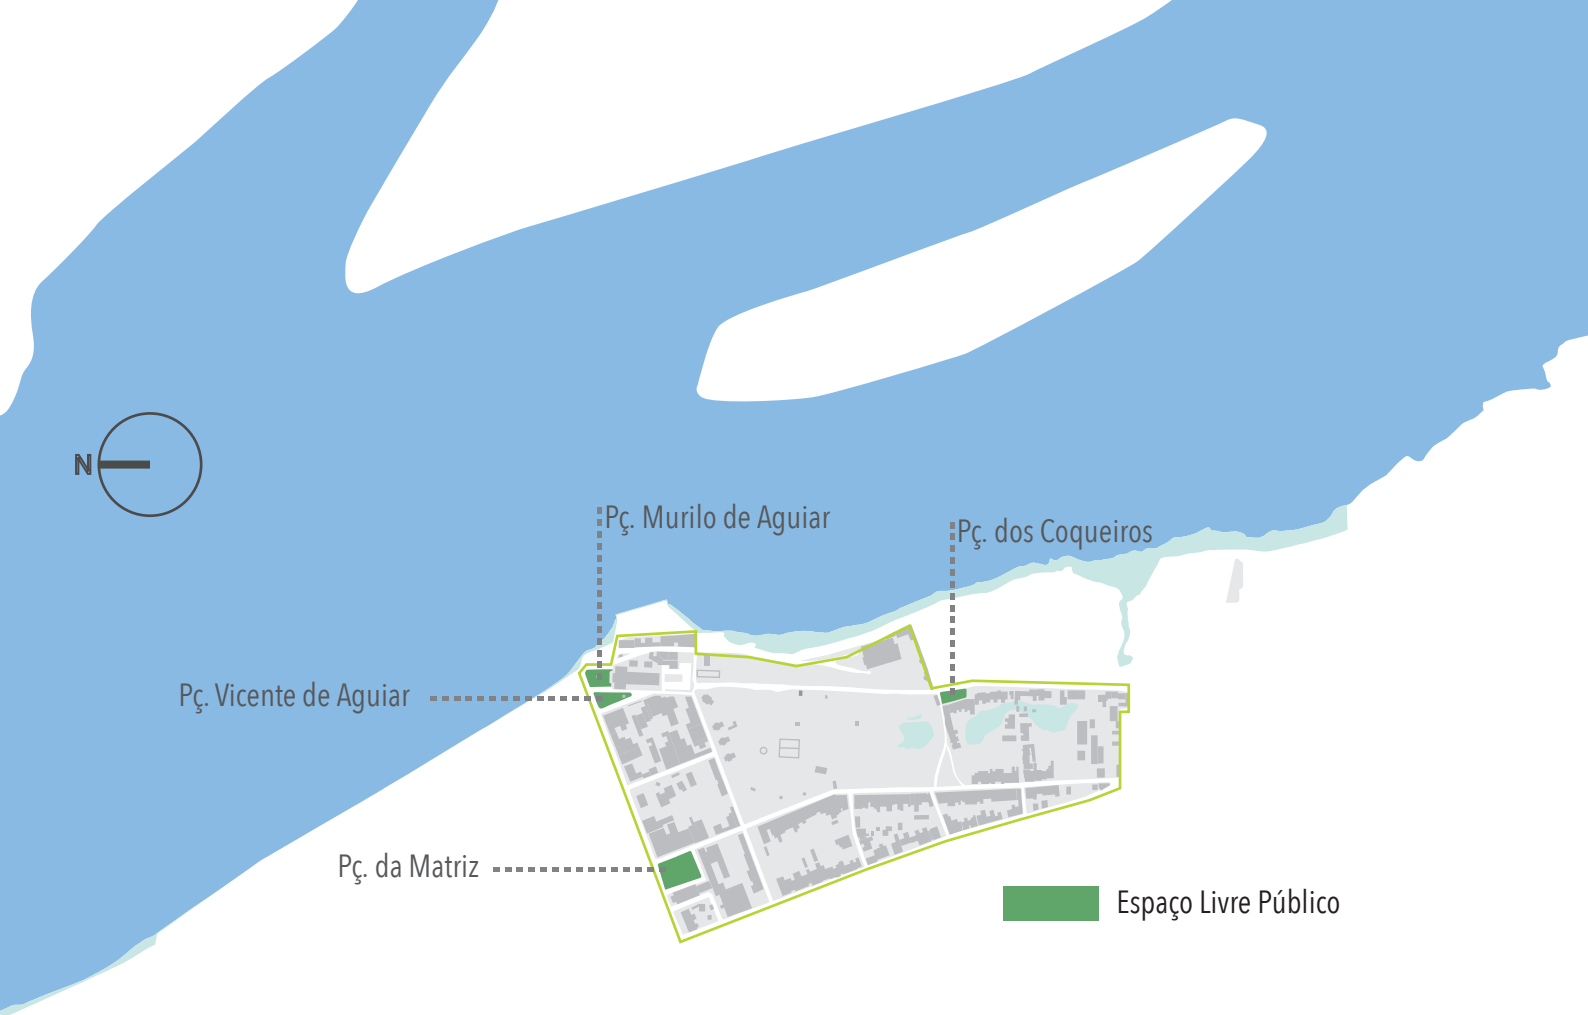 N
Pç. Murilo de Aguiar
Pç. dos Coqueiros
Pç. Vicente de Aguiar
Pç. da Matriz
Espaço Livre Público